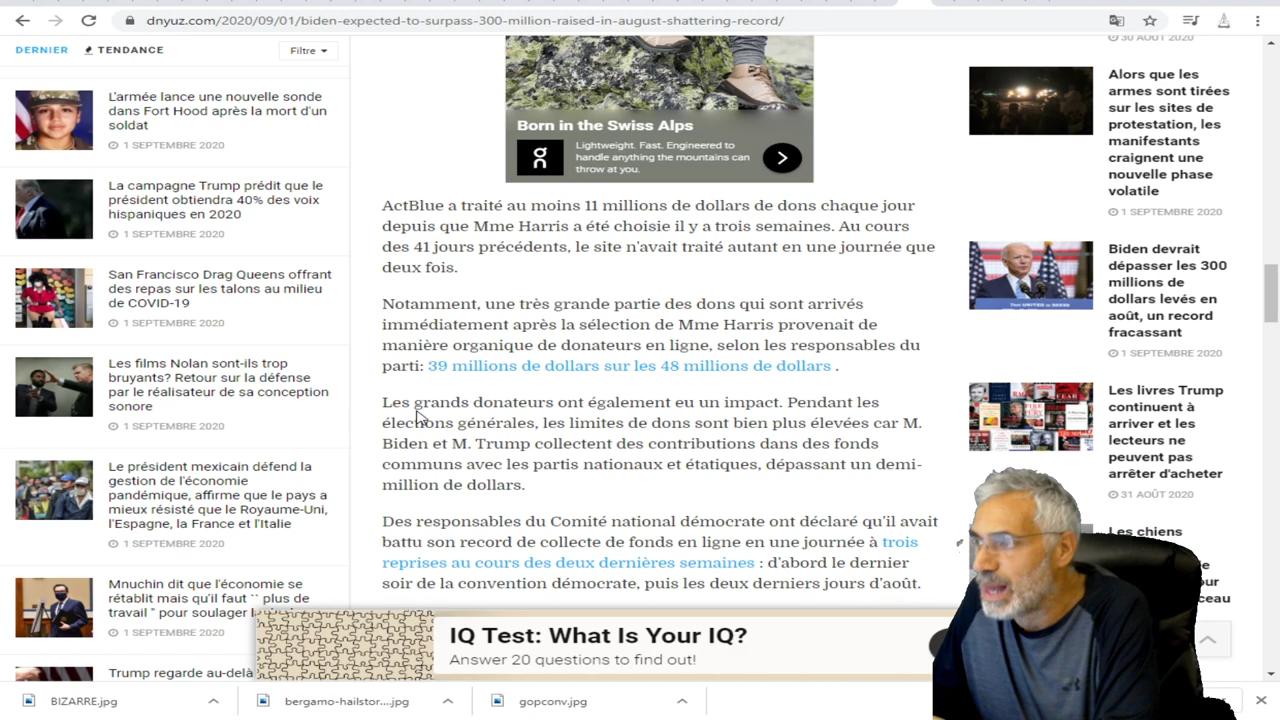 dnyuz.com/2020/09/01/biden-expected-to-surpass-300-million-raised-in-august-shattering-record/
DERNIER
TENDANCE
Filtre
L'armée lance une nouvelle sonde
dans Fort Hood après la mort d'un
soldat
1 SEPTEMBRE 2020
La campagne Trump prédit que le
président obtiendra 40% des voix
hispaniques en 2020
1 SEPTEMBRE 2020
San Francisco Drag Queens offrant
des repas sur les talons au milieu
de COVID-19
1 SEPTEMBRE 2020
Les films Nolan sont-ils trop
bruyants? Retour sur la défense
par le réalisateur de sa conception
sonore
1 SEPTEMBRE 2020
Le président mexicain défend la
gestion de l'économie
pandémique, affirme que le pays a
mieux résisté que le Royaume-Uni,
l'Espagne, la France et l'Italie
1 SEPTEMBRE 2020
Mnuchin dit que l'économie se
rétablit mais qu'il faut `` plus de
travail '' pour soulager
1 SEPTEMBRE 2020
Trump regarde au-delà
Born in the Swiss Alps
Lightweight. Fast. Engineered to
handle anything the mountains can
throw at you.
ActBlue a traité au moins 11 millions de dollars de dons chaque jour
depuis que Mme Harris a été choisie il y a trois semaines. Au cours
des 41 jours précédents, le site n'avait traité autant en une journée que
deux fois.
Notamment, une très grande partie des dons qui sont arrivés
immédiatement après la sélection de Mme Harris provenait de
manière organique de donateurs en ligne, selon les responsables du
parti: 39 millions de dollars sur les 48 millions de dollars .
Les grands donateurs ont également eu un impact. Pendant les
élections générales, les limites de dons sont bien plus élevées car M.
Biden et M. Trump collectent des contributions dans des fonds
communs avec les partis nationaux et étatiques, dépassant un demi-
million de dollars.
Des responsables du Comité national démocrate ont déclaré qu'il avait
battu son record de collecte de fonds en ligne en une journée à trois
reprises au cours des deux dernières semaines : d'abord le dernier
soir de la convention démocrate, puis les deux derniers jours d'août.
30 AOÛT 2020
Alors que les
armes sont tirées
sur les sites de
protestation, les
manifestants
craignent une
nouvelle phase
volatile
1 SEPTEMBRE 2020
Biden devrait
dépasser les 300
millions de
dollars levés en
août, un record
fracassant
1 SEPTEMBRE 2020
Les livres Trump
continuent à
arriver et les
lecteurs ne
peuvent pas
arrêter d'acheter
31 AOÛT 2020
Les chiens
IQ Test: What Is Your IQ?
Answer 20 questions to find out!
BIZARRE.jpg
bergamo-hailstor....jpg
gopconv.jpg